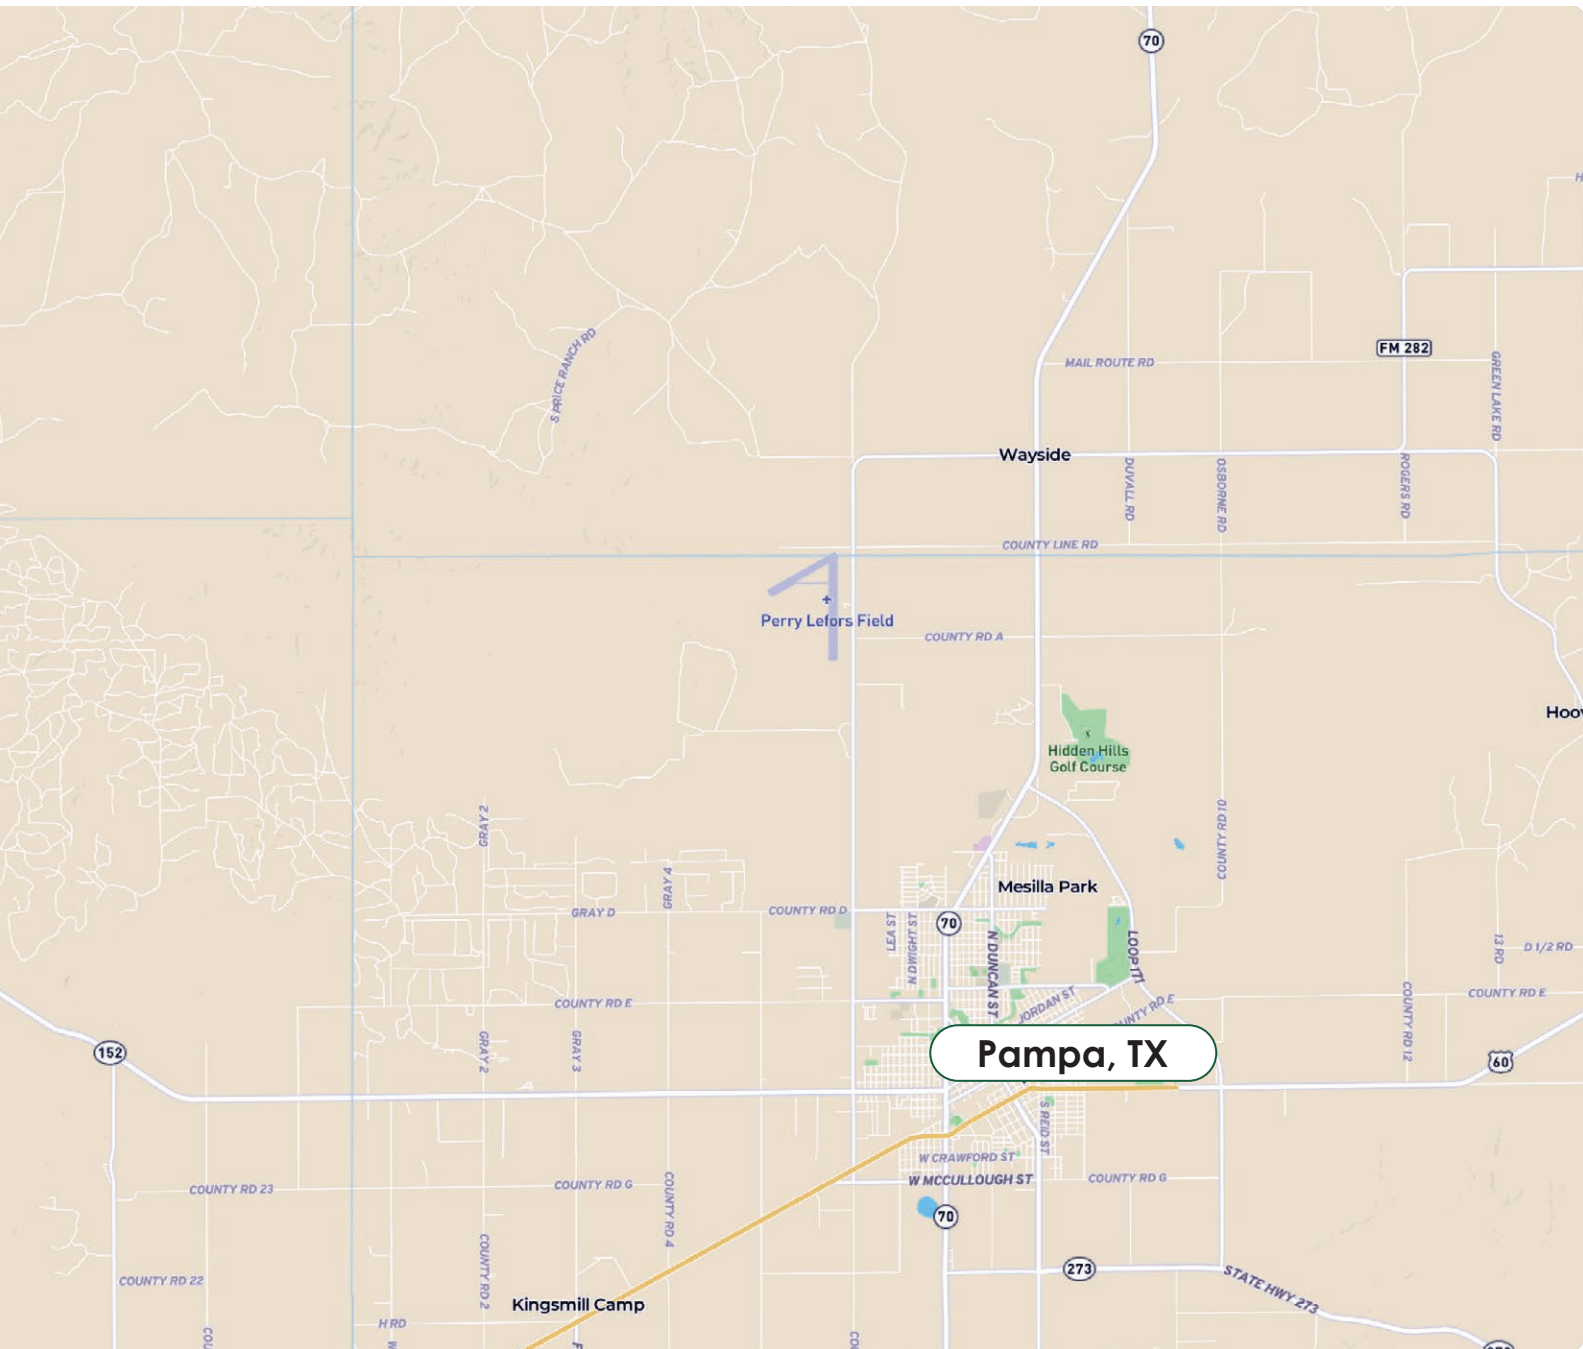 70
H
FM 282
S PRICE RANCH RD
MAIL ROUTE RD
GREEN LAKE RD
Wayside
DUVALL RD
OSBORNE RD
ROGERS RD
COUNTY LINE RD
Perry Lefors Field
COUNTY RD A
Hoov
Hidden Hills
Golf Course
GRAY 2
COUNTY RD 10
GRAY 4
Mesilla Park
GRAY D
COUNTY RD D
70
LEA ST
N DWIGHT ST
N DUNCAN ST
LOOP 171
13 RD
D 1/2 RD
COUNTY RD E
JORDAN ST
OUNTY RD E
COUNTY RD 12
COUNTY RD E
152
GRAY 2
GRAY 3
Pampa, TX
60
S REID ST
W CRAWFORD ST
COUNTY RD 23
COUNTY RD G
COUNTY RD 4
W MCCULLOUGH ST
COUNTY RD G
70
COUNTY RD 22
COUNTY RD 2
273
STATE HWY 273
Kingsmill Camp
H RD
COU
W
F
COU